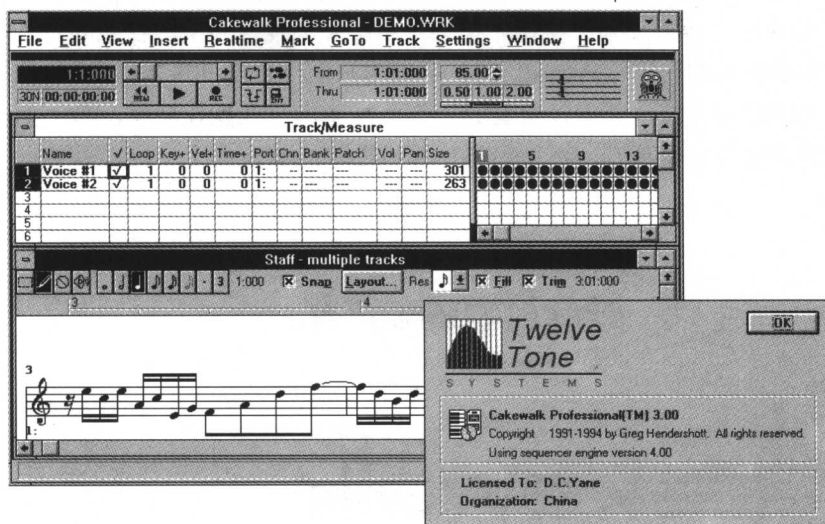 Cakewalk Professional - DEMO.WRK
File Edit View Insert Realtime Mark GoTo Track Settings Window Help
1:1:000
From 1:01:000 85.00
30N 00:00:00:00 REW REC
Thru 1:01:000 0.50 1.00 2.00
Track/Measure
Name √ Loop Key+ Vel+ Time+ Port Chn Bank Patch Vol Pan Size 1 5 9 13
1 Voice #1 √ 1 0 0 0 1: -- --- --- --- --- 301
2 Voice #2 √ 1 0 0 0 1: -- --- --- --- --- 263
3
4
5
6
Staff - multiple tracks
3 1:000 Snap Layout... Res Fill Trim 3:01:000
3 4
3
1:
Twelve
Tone
SYSTEMS
OK
Cakewalk Professional(TM) 3.00
Copyright 1991-1994 by Greg Hendershott. All rights reserved.
Using sequencer engine version 4.00
Licensed To: D.C.Yane
Organization: China